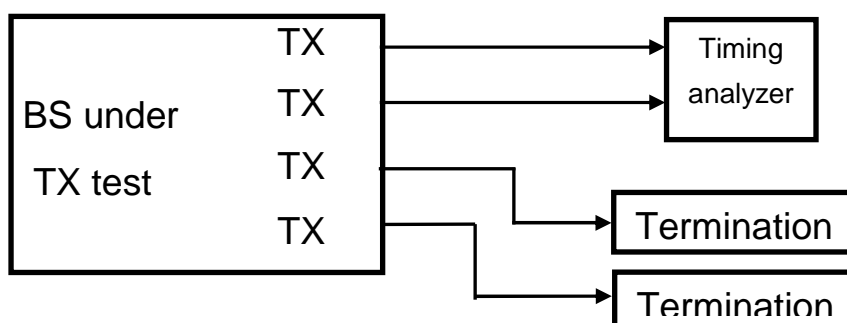 TX
Timing
TX
analyzer
BS under
TX
TX test
TX
Termination
Termination